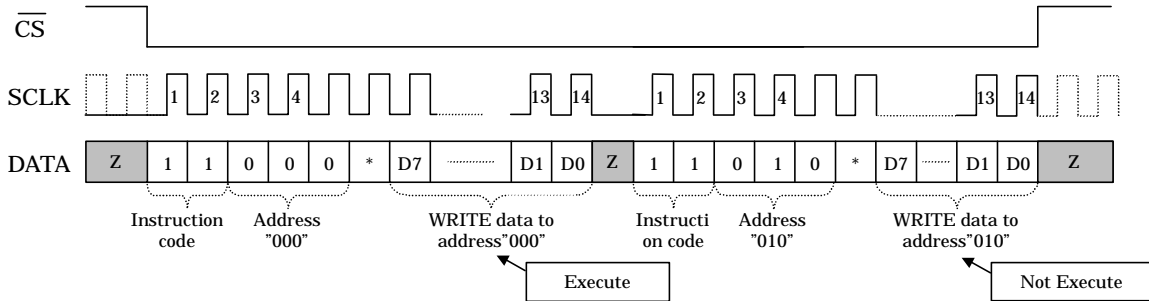 CS
SCLK 1 2 3 4 13 14 1 2 3 4 13 14
DATA Z 1 1 0 0 0 * D7 D1 D0 Z 1 1 0 1 0 * D7 D1 D0 Z
Instruction code
Address "000"
WRITE data to address"000"
Instructi on code
Address "010"
WRITE data to address"010"
Execute
Not Execute